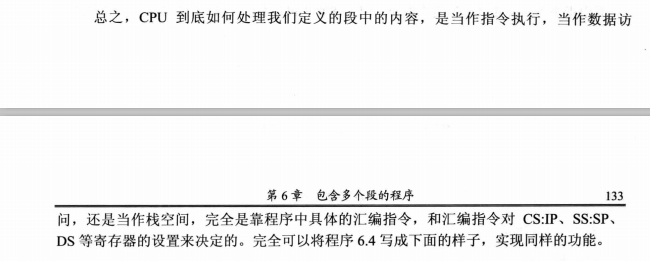 总之，CPU 到底如何处理我们定义的段中的内容，是当作指令执行，当作数据访
第 6 章 包含多个段的程序 133
问，还是当作栈空间，完全是靠程序中具体的汇编指令，和汇编指令对 CS:IP、SS:SP、
DS 等寄存器的设置来决定的。完全可以将程序 6.4 写成下面的样子，实现同样的功能。